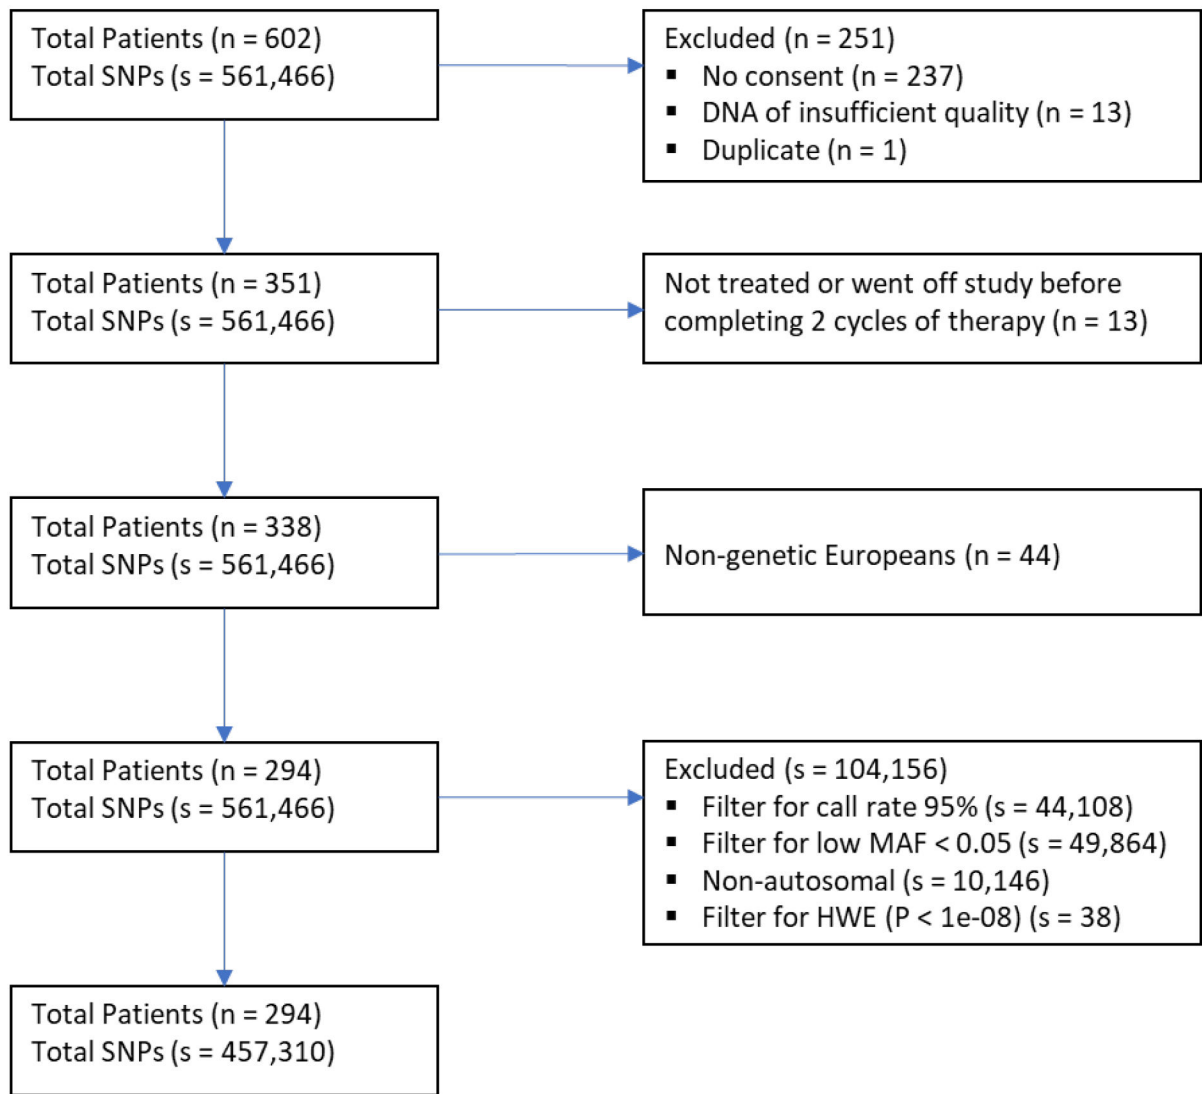 Total Patients (n = 602)
Total SNPs (s = 561,466)
Excluded (n = 251)
▪ No consent (n = 237)
▪ DNA of insufficient quality (n = 13)
▪ Duplicate (n = 1)
Total Patients (n = 351)
Total SNPs (s = 561,466)
Not treated or went off study before
completing 2 cycles of therapy (n = 13)
Total Patients (n = 338)
Total SNPs (s = 561,466)
Non-genetic Europeans (n = 44)
Total Patients (n = 294)
Total SNPs (s = 561,466)
Excluded (s = 104,156)
▪ Filter for call rate 95% (s = 44,108)
▪ Filter for low MAF < 0.05 (s = 49,864)
▪ Non-autosomal (s = 10,146)
▪ Filter for HWE (P < 1e-08) (s = 38)
Total Patients (n = 294)
Total SNPs (s = 457,310)